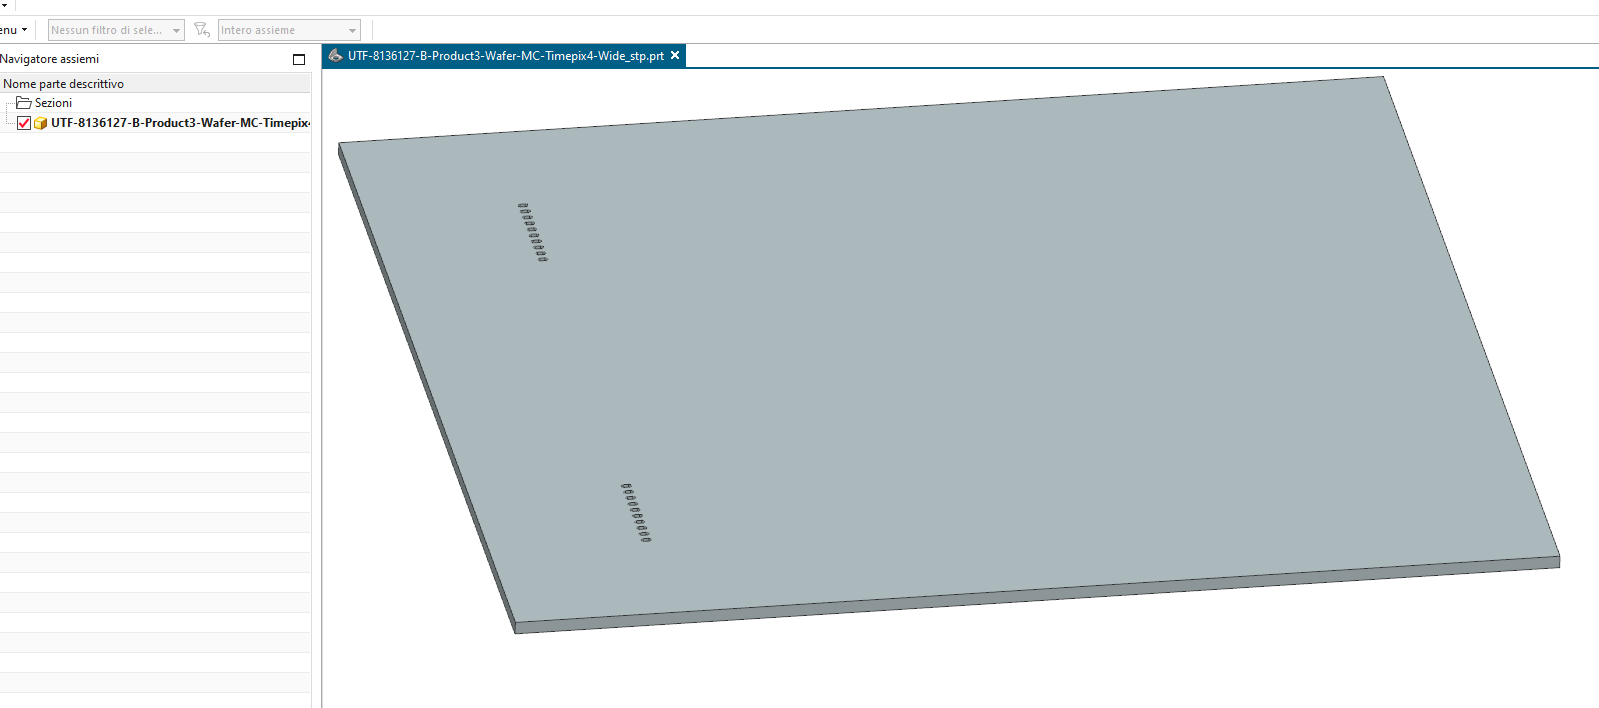 enu
Nessun filtro di sele...
Intero assieme
Navigatore assiemi
UTF-8136127-B-Product3-Wafer-MC-Timepix4-Wide_stp.prt
Nome parte descrittivo
Sezioni
UTF-8136127-B-Product3-Wafer-MC-Timepix4